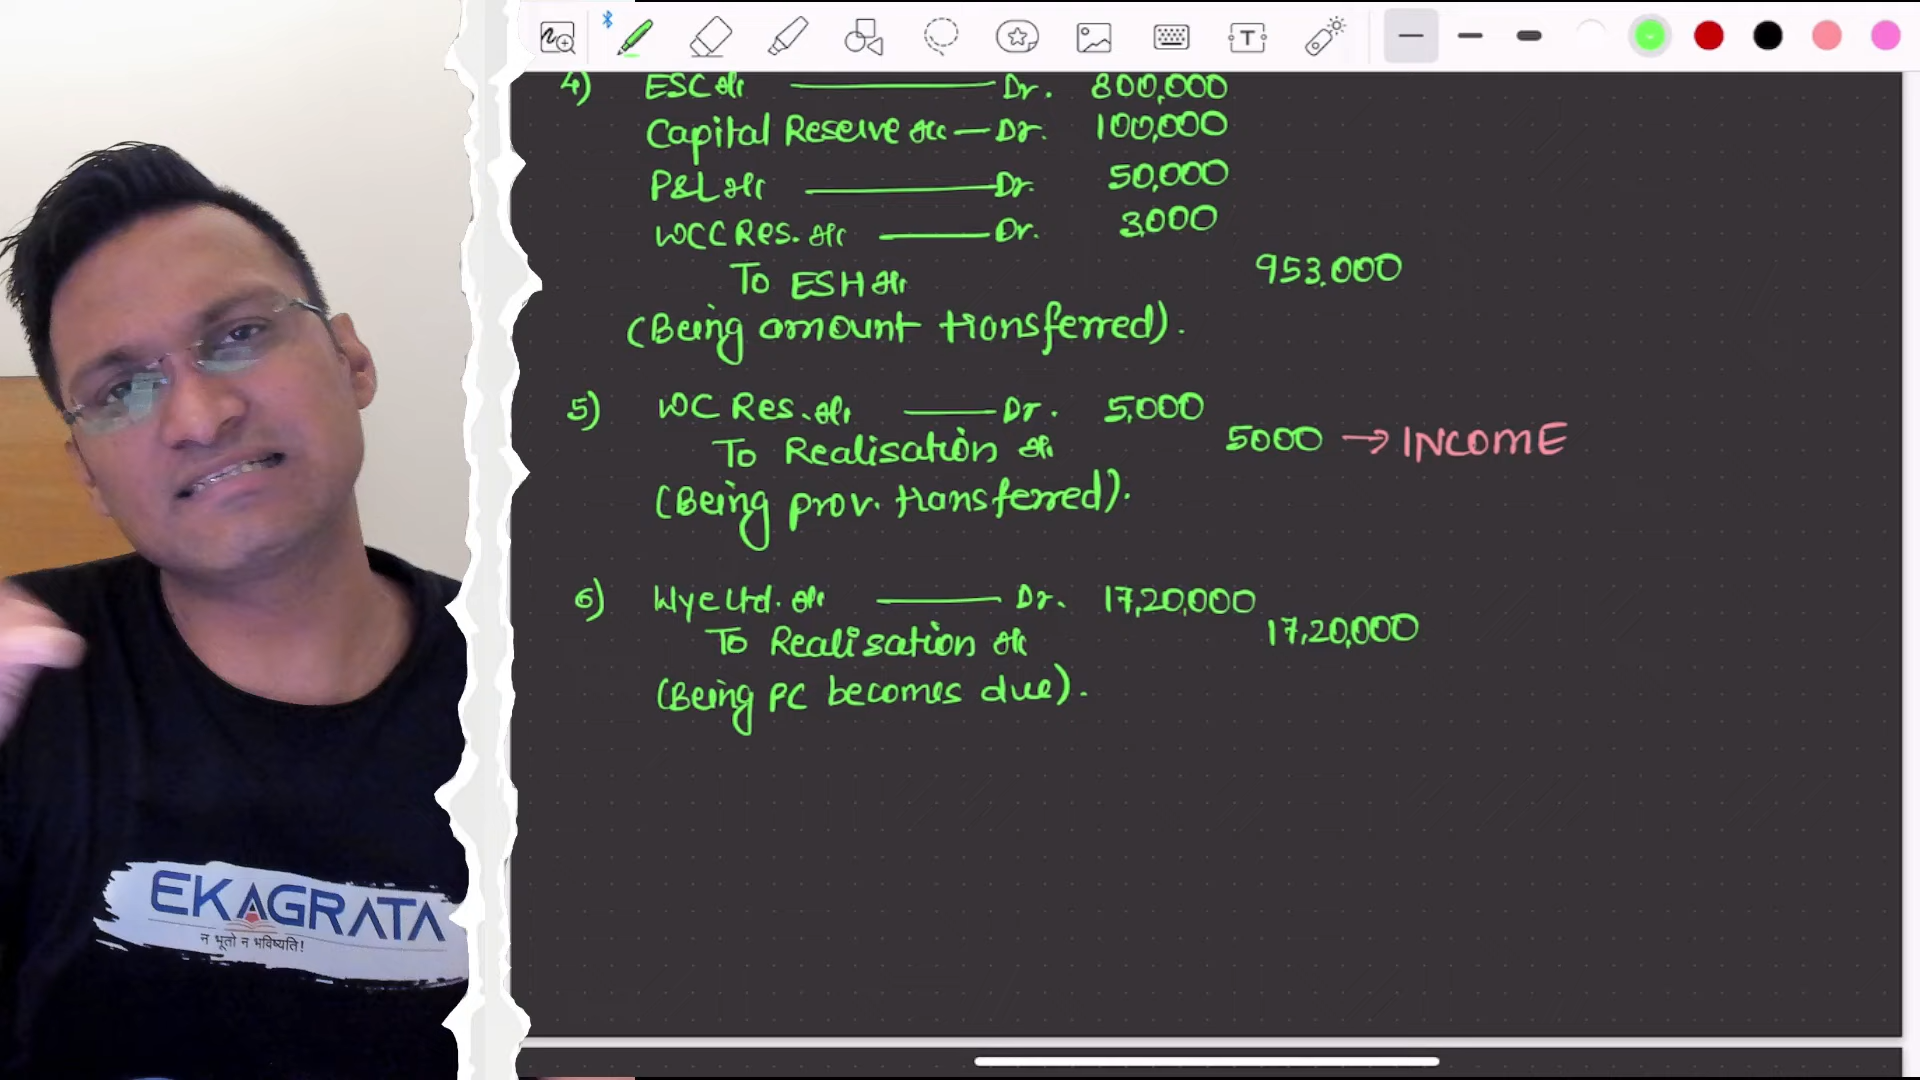 4) ESC A/c Dr. 800,000
Capital Reserve A/c — Dr. 100,000
P&L A/c Dr. 50,000
WCC Res. A/c Dr. 3,000
To ESH A/c 953,000
(Being amount transferred).
5) WC Res. A/c Dr. 5,000
To Realisation A/c 5000 → INCOME
(Being prov. transferred).
6) Wye Ltd. A/c Dr. 17,20,000
To Realisation A/c 17,20,000
(Being PC becomes due).
EKAGRATA
न भूतो न भविष्यति!
T